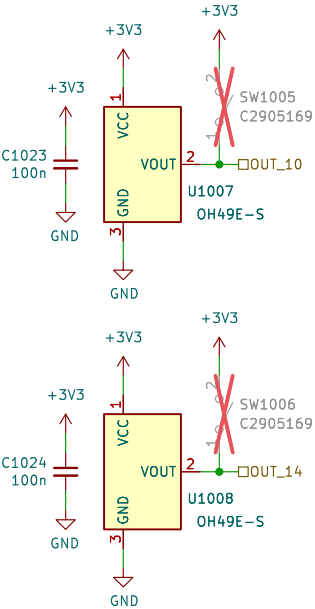 +3V3
+3V3
+3V3
2
SW1005
C2905169
1
1
VCC
C1023
100n
VOUT
2
OUT_10
U1007
OH49E-S
GND
3
GND
GND
+3V3
+3V3
+3V3
2
SW1006
C2905169
1
1
VCC
C1024
100n
VOUT
2
OUT_14
U1008
OH49E-S
GND
3
GND
GND